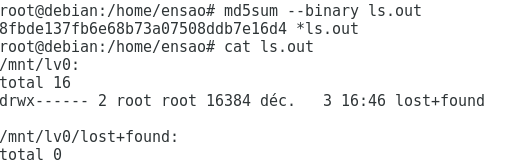 root@debian:/home/ensao# md5sum --binary ls.out
8fbde137fb6e68b73a07508ddb7e16d4 *ls.out
root@debian:/home/ensao# cat ls.out
/mnt/lv0:
total 16
drwx------ 2 root root 16384 déc.   3 16:46 lost+found

/mnt/lv0/lost+found:
total 0